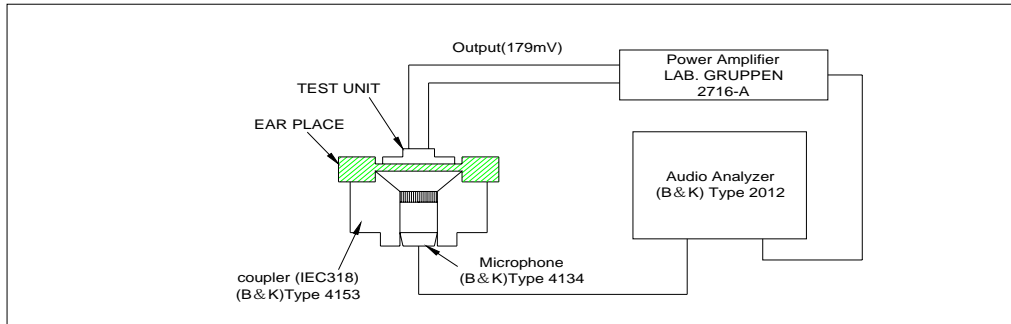 Output(179mV)
Power Amplifier
LAB. GRUPPEN
2716-A
TEST UNIT
EAR PLACE
Audio Analyzer
(B&K) Type 2012
Microphone
(B&K)Type 4134
coupler (IEC318)
(B&K)Type 4153